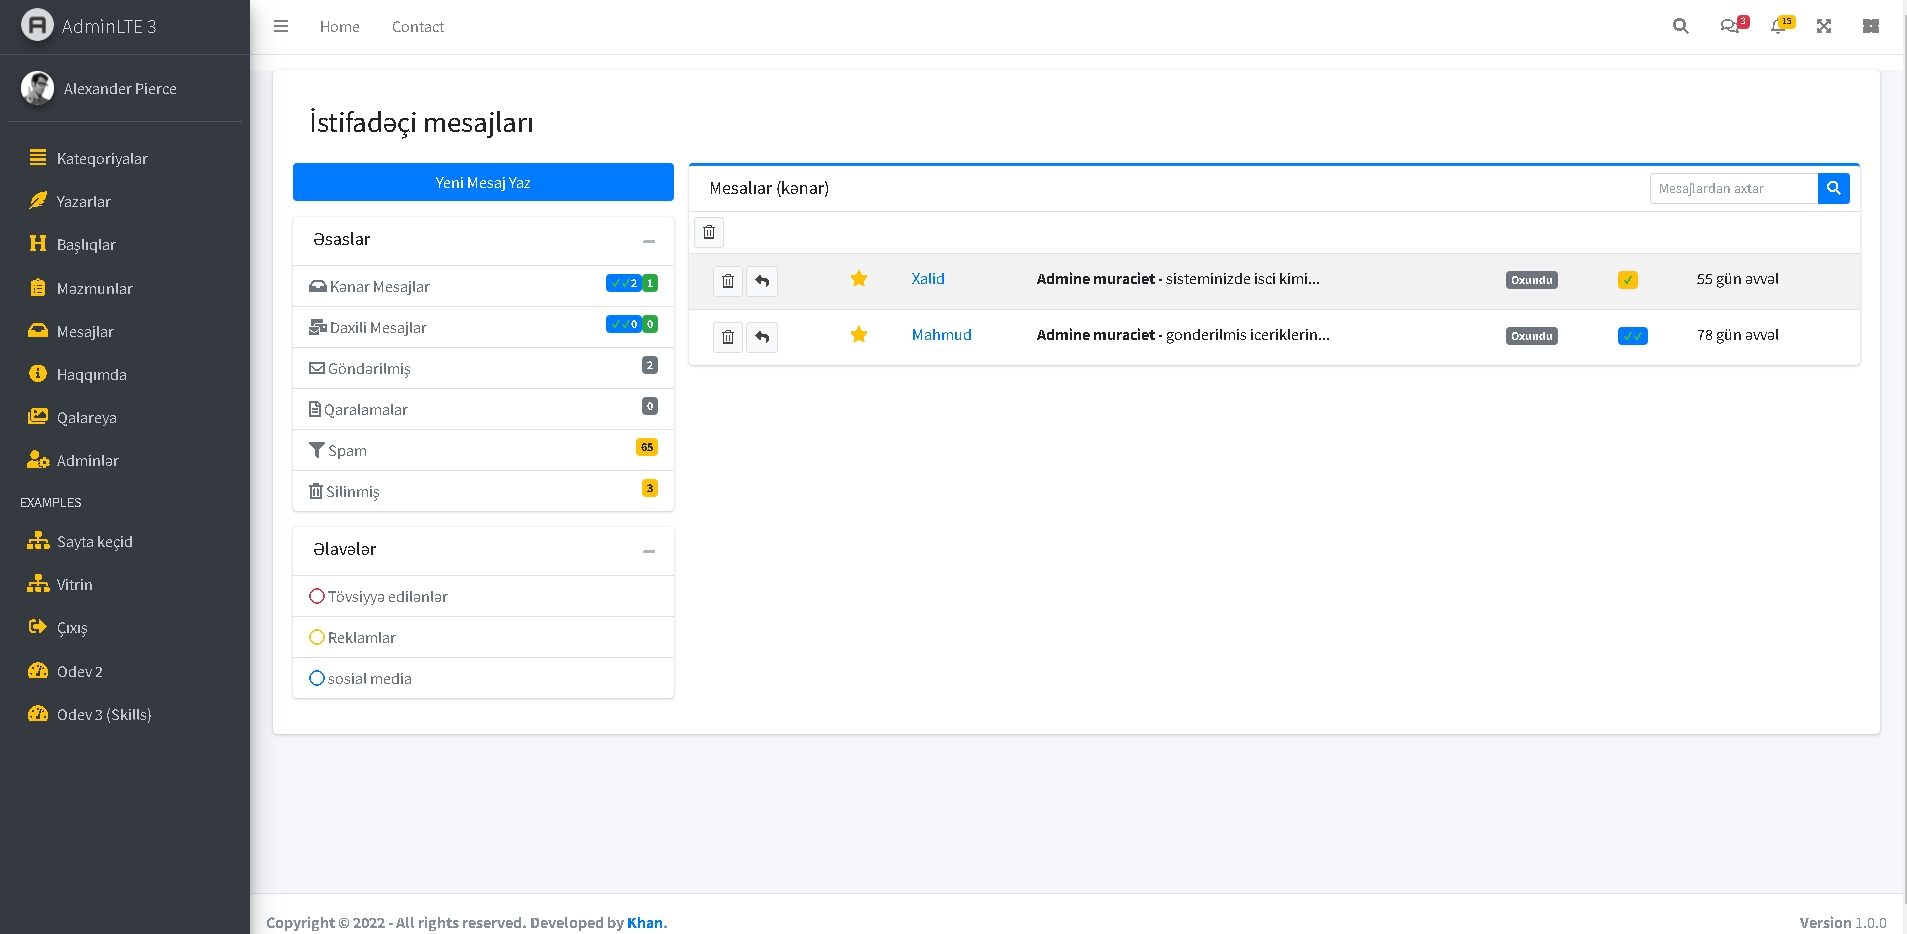 AdminLTE 3
Home
Contact
3
15
Alexander Pierce
Kateqoriyalar
Yazarlar
Başlıqlar
Məzmunlar
Mesajlar
Haqqımda
Qalareya
Adminlər
EXAMPLES
Sayta keçid
Vitrin
Çıxış
Odev 2
Odev 3 (Skills)
İstifadəçi mesajları
Yeni Mesaj Yaz
Əsaslar
Kənar Mesajlar ✓✓2 1
Daxili Mesajlar ✓✓0 0
Göndərilmiş 2
Qaralamalar 0
Spam 65
Silinmiş 3
Əlavələr
Tövsiyyə edilənlər
Reklamlar
sosial media
Mesalıar (kənar)
Mesajlardan axtar
Xalid Admine muraciet - sisteminizde isci kimi... Oxundu ✓ 55 gün əvvəl
Mahmud Admine muraciet - gonderilmis iceriklerin... Oxundu ✓✓ 78 gün əvvəl
Copyright © 2022 - All rights reserved. Developed by Khan.
Version 1.0.0